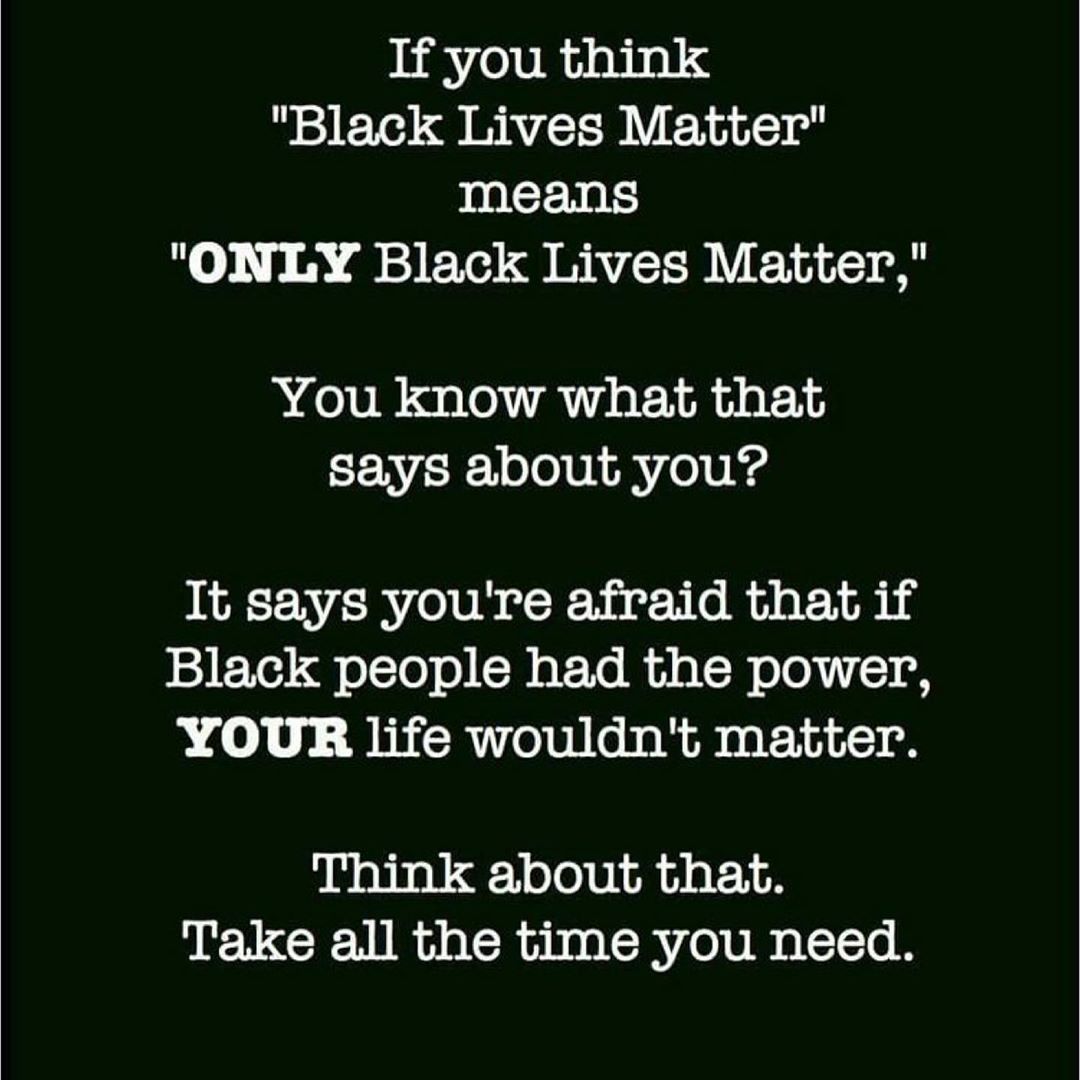 If you think
"Black Lives Matter"
means
"ONLY Black Lives Matter,"
You know what that
says about you?
It says you're afraid that if
Black people had the power,
YOUR life wouldn't matter.
Think about that.
Take all the time you need.